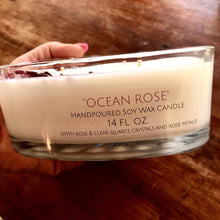 "OCEAN ROSE"
HANDPOURED SOY WAX CANDLE
14 FL. OZ
(WITH ROSE & CLEAR QUARTZ CRYSTALS AND ROSE PETALS)